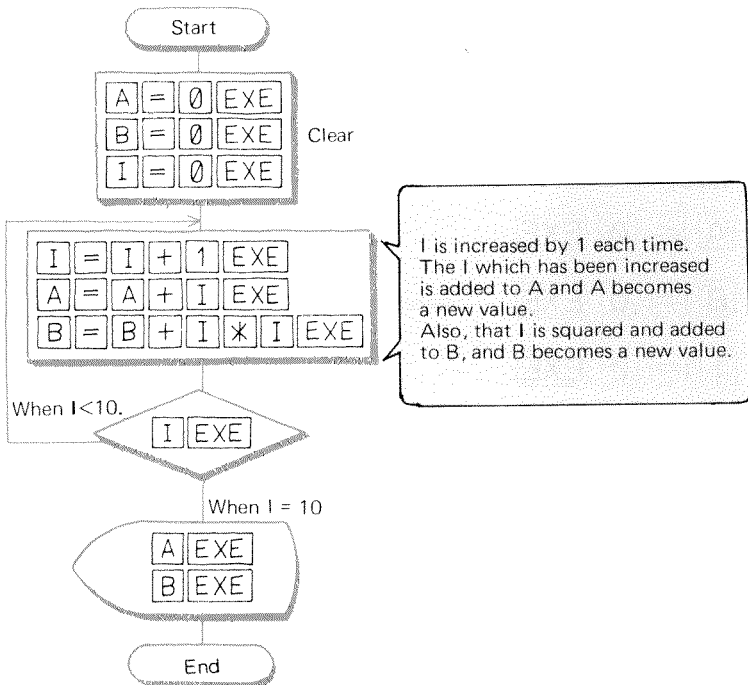 Start
A = 0 EXE
B = 0 EXE
I = 0 EXE
Clear
I = I + 1 EXE
A = A + I EXE
B = B + I * I EXE
I is increased by 1 each time.
The I which has been increased
is added to A and A becomes
a new value.
Also, that I is squared and added
to B, and B becomes a new value.
When I<10.
I EXE
When I = 10
A EXE
B EXE
End